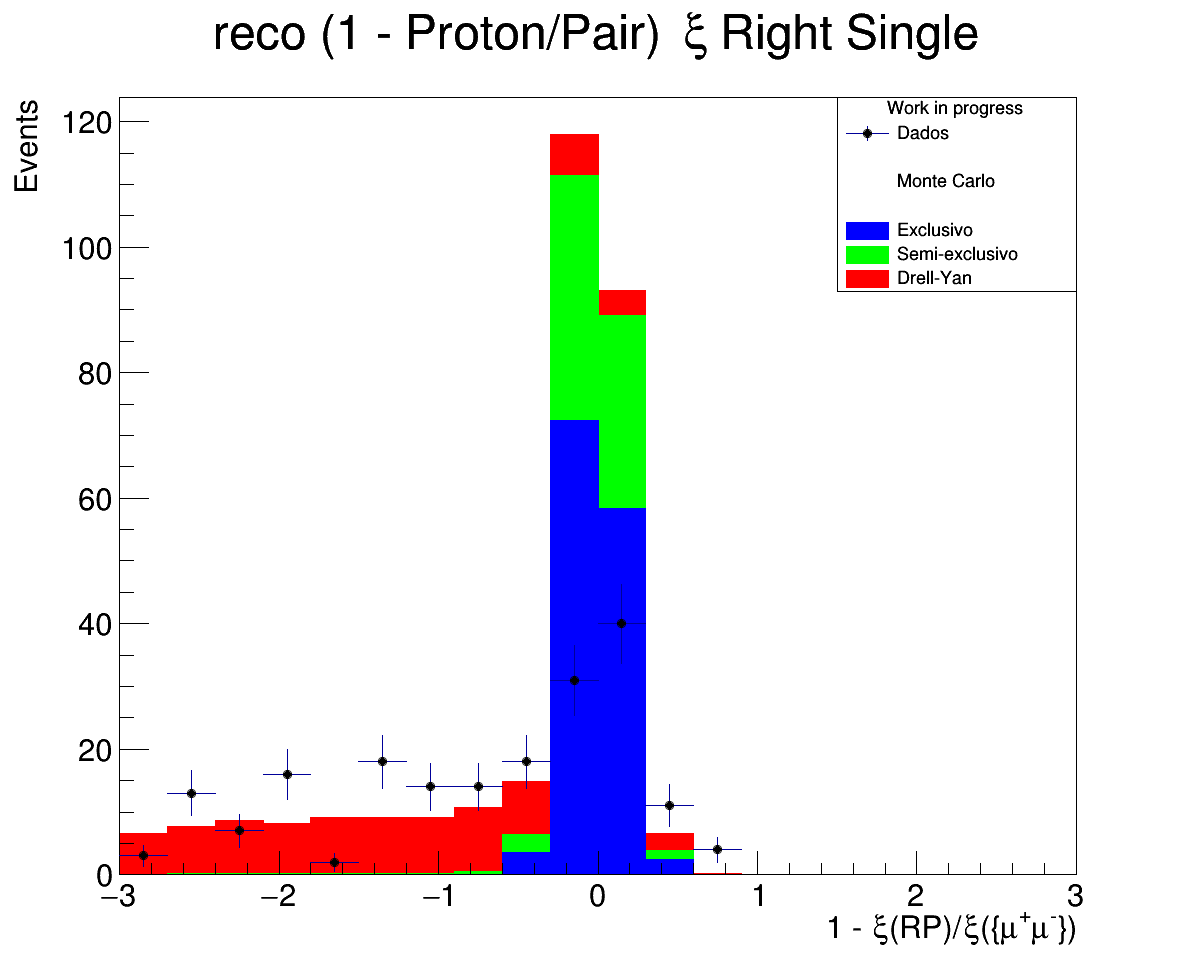 reco (1 - Proton/Pair) ξ Right Single
Events
120
100
80
60
40
20
0
Work in progress
Dados
Monte Carlo
Exclusivo
Semi-exclusivo
Drell-Yan
−3 −2 −1 0 1 2 3
1 - ξ(RP)/ξ({μ⁺μ⁻})